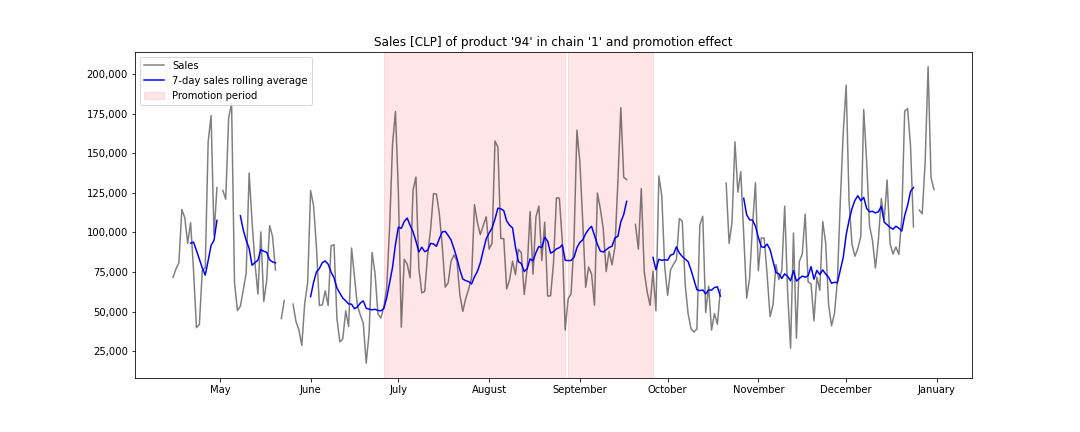 Sales [CLP] of product '94' in chain '1' and promotion effect
Sales
7-day sales rolling average
Promotion period
200,000
175,000
150,000
125,000
100,000
75,000
50,000
25,000
May June July August September October November December January